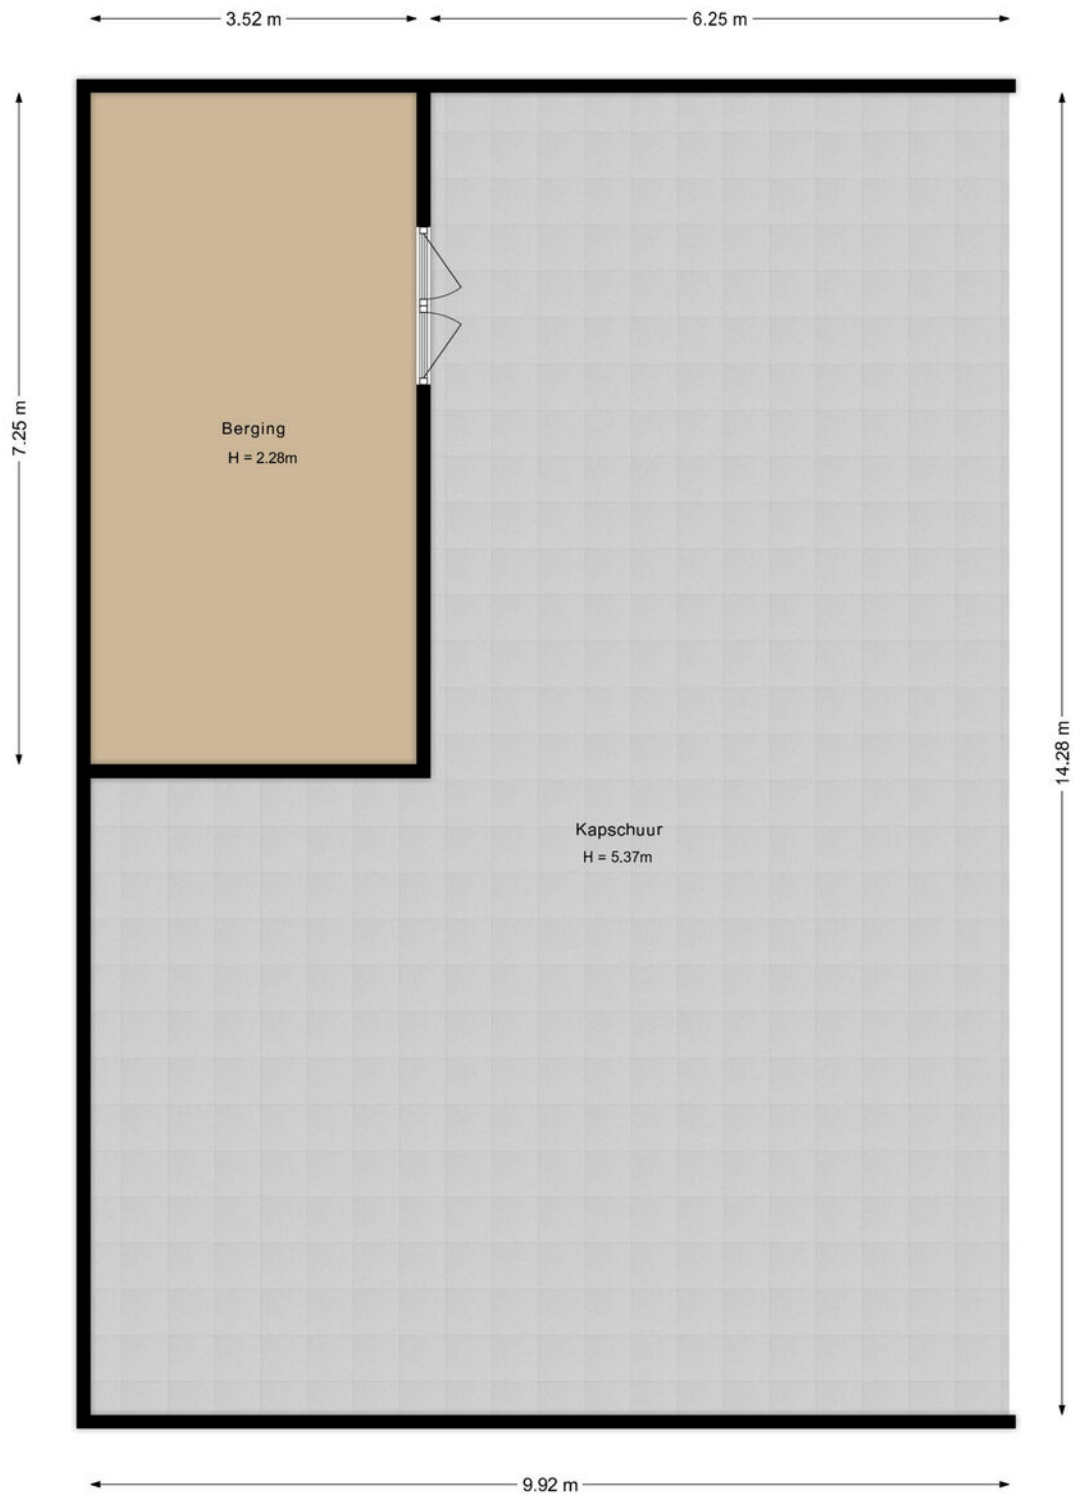 3.52 m
6.25 m
7.25 m
Berging
H = 2.28m
14.28 m
Kapschuur
H = 5.37m
9.92 m